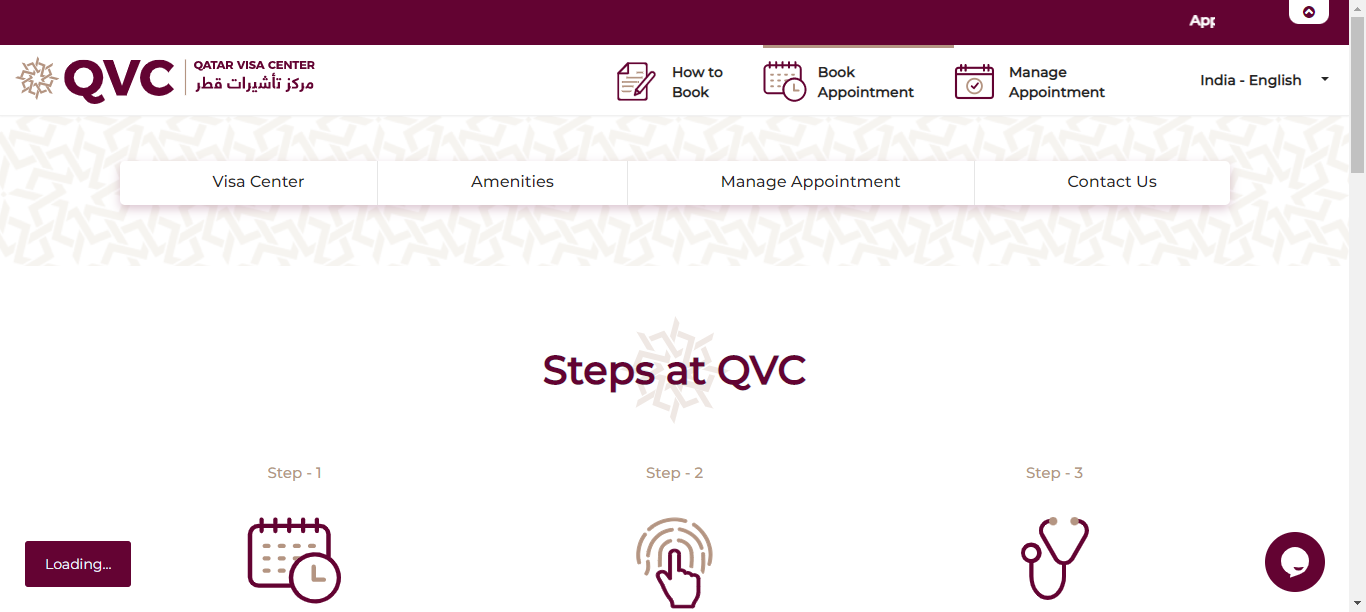 App
QVC
QATAR VISA CENTER
مركز تأشيرات قطر
How to
Book
Book
Appointment
Manage
Appointment
India - English
Visa Center
Amenities
Manage Appointment
Contact Us
Steps at QVC
Step - 1
Step - 2
Step - 3
Loading...